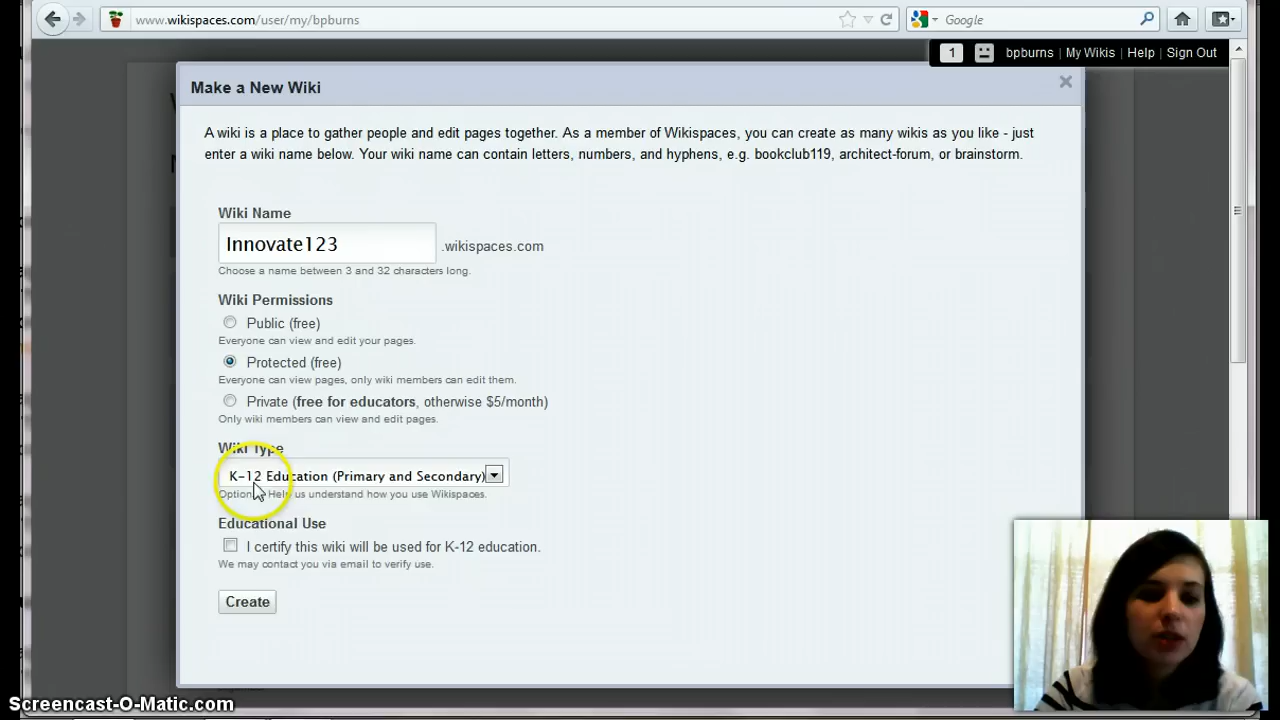 www.wikispaces.com/user/my/bpburns
Google
1 bpburns | My Wikis | Help | Sign Out
Make a New Wiki
A wiki is a place to gather people and edit pages together. As a member of Wikispaces, you can create as many wikis as you like - just
enter a wiki name below. Your wiki name can contain letters, numbers, and hyphens, e.g. bookclub119, architect-forum, or brainstorm.
Wiki Name
Innovate123 .wikispaces.com
Choose a name between 3 and 32 characters long.
Wiki Permissions
Public (free)
Everyone can view and edit your pages.
Protected (free)
Everyone can view pages, only wiki members can edit them.
Private (free for educators, otherwise $5/month)
Only wiki members can view and edit pages.
Wiki Type
K-12 Education (Primary and Secondary)
Help us understand how you use Wikispaces.
Educational Use
I certify this wiki will be used for K-12 education.
We may contact you via email to verify use.
Create
Screencast-O-Matic.com